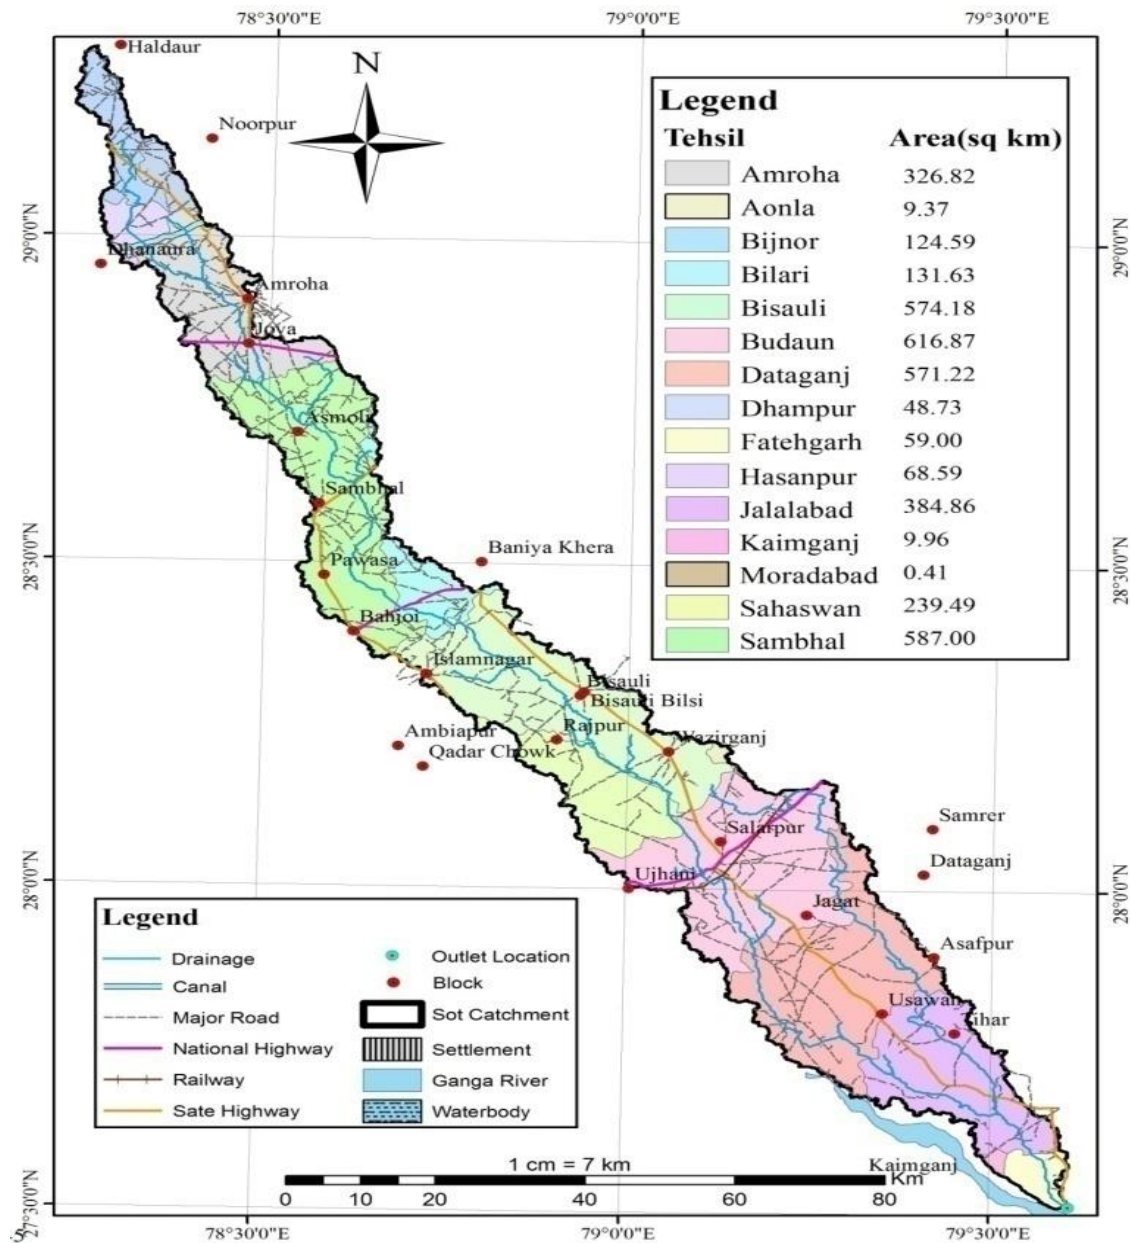 78°30'0"E 79°0'0"E 79°30'0"E
Haldaur
N
Noorpur
Legend
Tehsil Area(sq km)
Amroha 326.82
Aonla 9.37
Bijnor 124.59
Bilari 131.63
Bisauli 574.18
Budaun 616.87
Dataganj 571.22
Dhampur 48.73
Fatehgarh 59.00
Hasanpur 68.59
Jalalabad 384.86
Kaimganj 9.96
Moradabad 0.41
Sahaswan 239.49
Sambhal 587.00
29°0'0"N 29°0'0"N
Dhanaura
Amroha
Joya
Asmoli
Sambhal
28°30'0"N 28°30'0"N
Baniya Khera
Pawasa
Bahjoi
Islamnagar
Bisauli
Bisauli Bilsi
Ambiapur
Rajpur
Wazirganj
Qadar Chowk
Samrer
Salarpur
Dataganj
Ujhani
28°0'0"N 28°0'0"N
Jagat
Asafpur
Usawan
Kaimganj
Legend
Drainage
Canal
Major Road
National Highway
Railway
Sate Highway
Outlet Location
Block
Sot Catchment
Settlement
Ganga River
Waterbody
1 cm = 7 km
Km
0 10 20 40 60 80
27°30'0"N
78°30'0"E 79°0'0"E 79°30'0"E